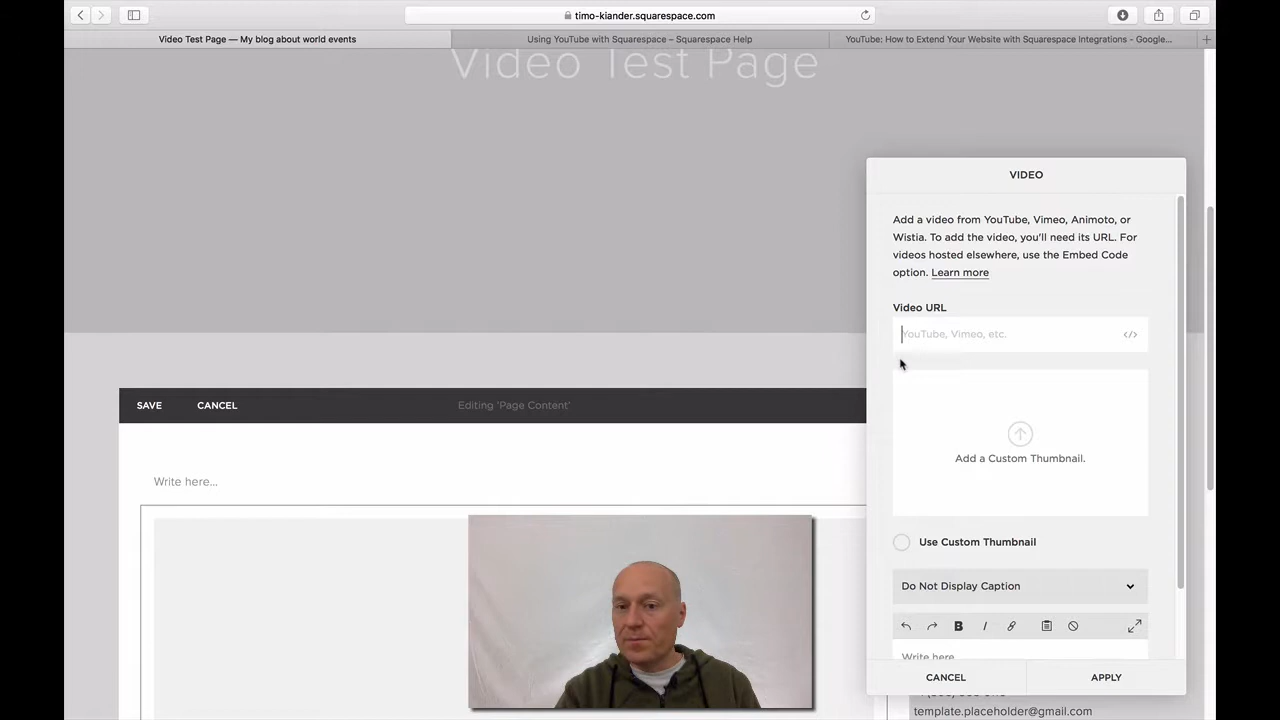 timo-kiander.squarespace.com
Video Test Page — My blog about world events
Using YouTube with Squarespace – Squarespace Help
YouTube: How to Extend Your Website with Squarespace Integrations - Google...
Video Test Page
VIDEO
Add a video from YouTube, Vimeo, Animoto, or
Wistia. To add the video, you'll need its URL. For
videos hosted elsewhere, use the Embed Code
option. Learn more
Video URL
YouTube, Vimeo, etc.
</>
Add a Custom Thumbnail.
Use Custom Thumbnail
Do Not Display Caption
B I
Write here
CANCEL
APPLY
SAVE
CANCEL
Editing 'Page Content'
Write here...
template.placeholder@gmail.com